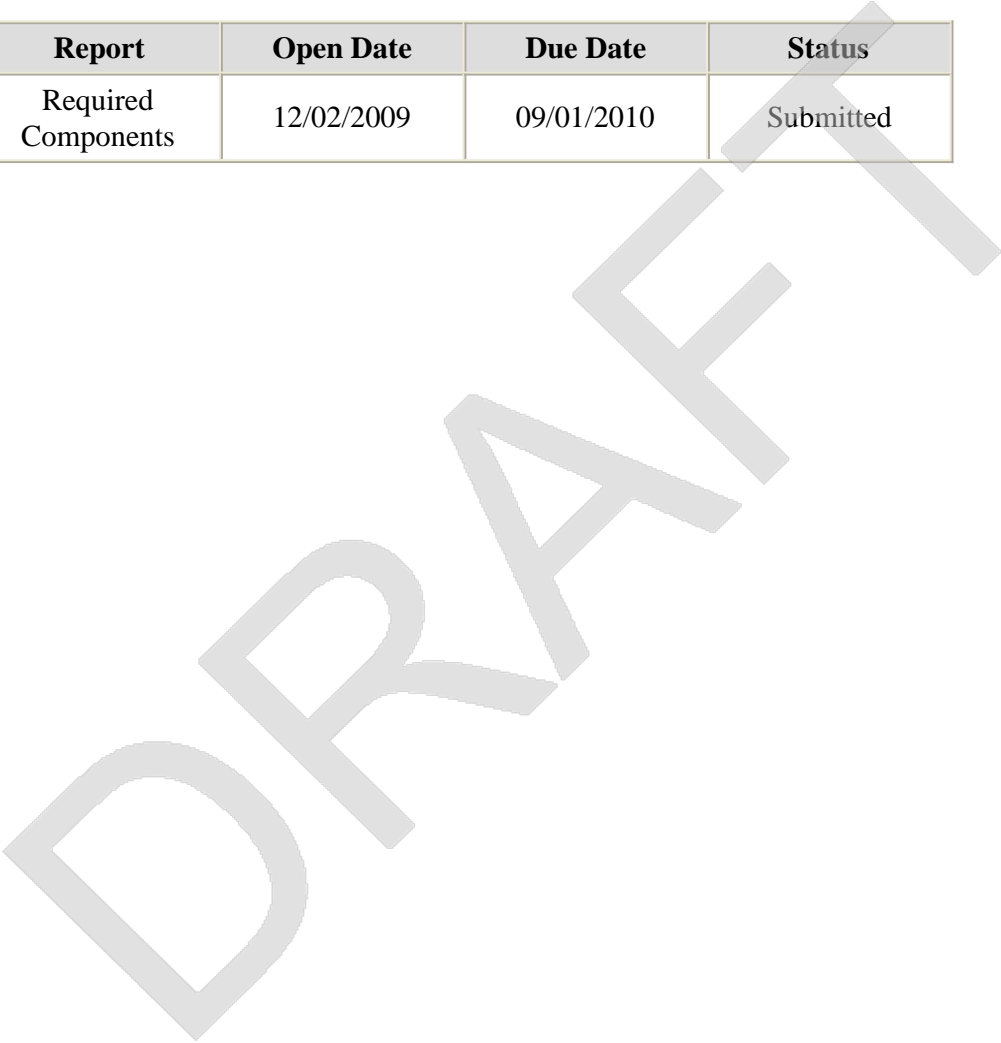 Report Open Date Due Date Status
Required Components 12/02/2009 09/01/2010 Submitted
DRAFT